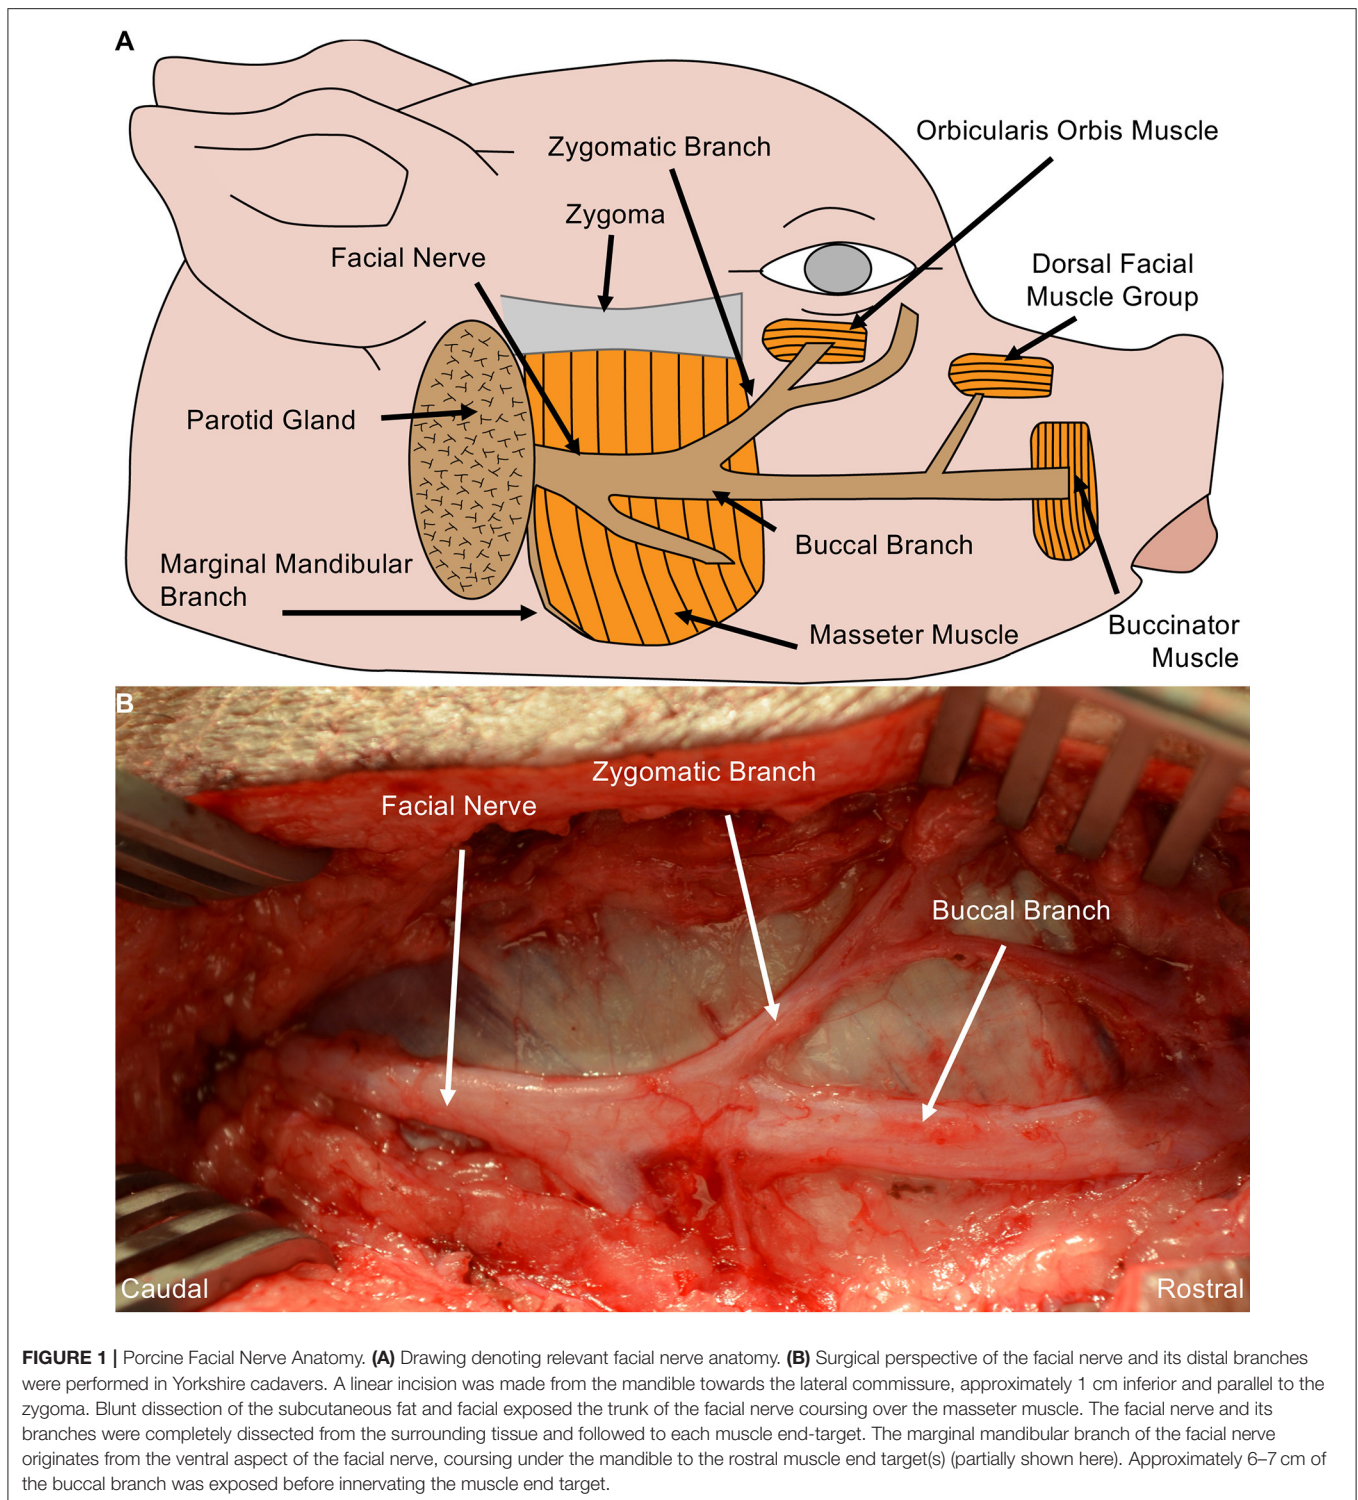 A
Zygomatic Branch
Orbicularis Orbis Muscle
Zygoma
Facial Nerve
Dorsal Facial
Muscle Group
Parotid Gland
Buccal Branch
Marginal Mandibular
Branch
Masseter Muscle
Buccinator
Muscle
B
Zygomatic Branch
Facial Nerve
Buccal Branch
Caudal
Rostral
FIGURE 1 | Porcine Facial Nerve Anatomy. (A) Drawing denoting relevant facial nerve anatomy. (B) Surgical perspective of the facial nerve and its distal branches
were performed in Yorkshire cadavers. A linear incision was made from the mandible towards the lateral commissure, approximately 1 cm inferior and parallel to the
zygoma. Blunt dissection of the subcutaneous fat and facial exposed the trunk of the facial nerve coursing over the masseter muscle. The facial nerve and its
branches were completely dissected from the surrounding tissue and followed to each muscle end-target. The marginal mandibular branch of the facial nerve
originates from the ventral aspect of the facial nerve, coursing under the mandible to the rostral muscle end target(s) (partially shown here). Approximately 6–7 cm of
the buccal branch was exposed before innervating the muscle end target.